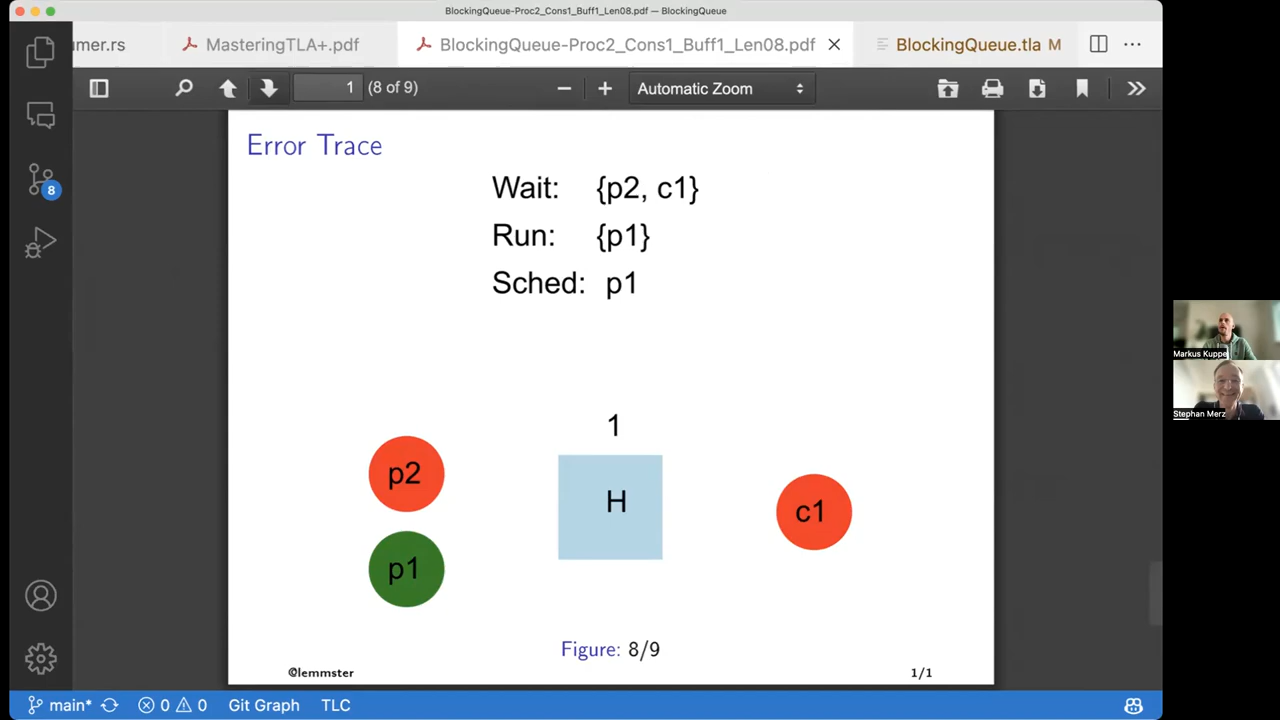 BlockingQueue-Proc2_Cons1_Buff1_Len08.pdf — BlockingQueue
umer.rs
MasteringTLA+.pdf
BlockingQueue-Proc2_Cons1_Buff1_Len08.pdf
BlockingQueue.tla M
1 (8 of 9)
Automatic Zoom
Error Trace
Wait: {p2, c1}
Run: {p1}
Sched: p1
1
p2
H
c1
p1
Figure: 8/9
@lemmster
1/1
8
Markus Kuppe
Stephan Merz
main*
0
0
Git Graph
TLC